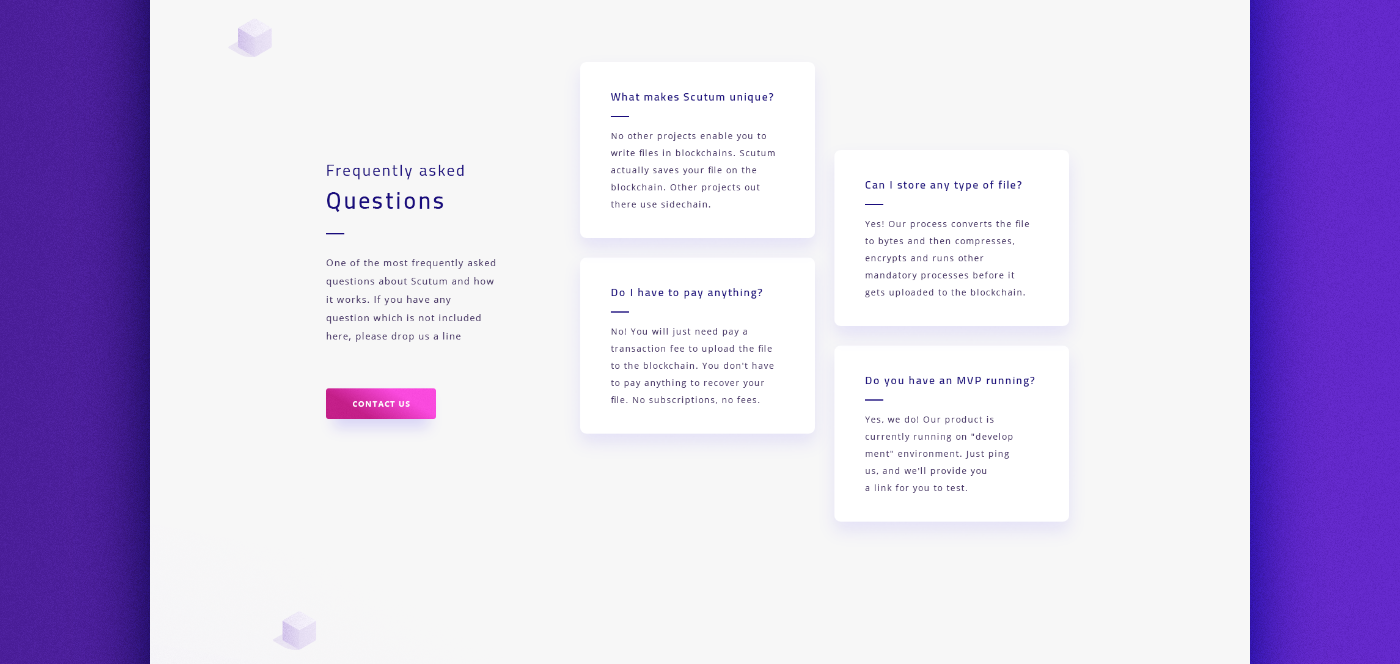 Frequently asked
Questions
One of the most frequently asked
questions about Scutum and how
it works. If you have any
question which is not included
here, please drop us a line
CONTACT US
What makes Scutum unique?
No other projects enable you to
write files in blockchains. Scutum
actually saves your file on the
blockchain. Other projects out
there use sidechain.
Do I have to pay anything?
No! You will just need pay a
transaction fee to upload the file
to the blockchain. You don't have
to pay anything to recover your
file. No subscriptions, no fees.
Can I store any type of file?
Yes! Our process converts the file
to bytes and then compresses,
encrypts and runs other
mandatory processes before it
gets uploaded to the blockchain.
Do you have an MVP running?
Yes, we do! Our product is
currently running on "develop
ment" environment. Just ping
us, and we'll provide you
a link for you to test.